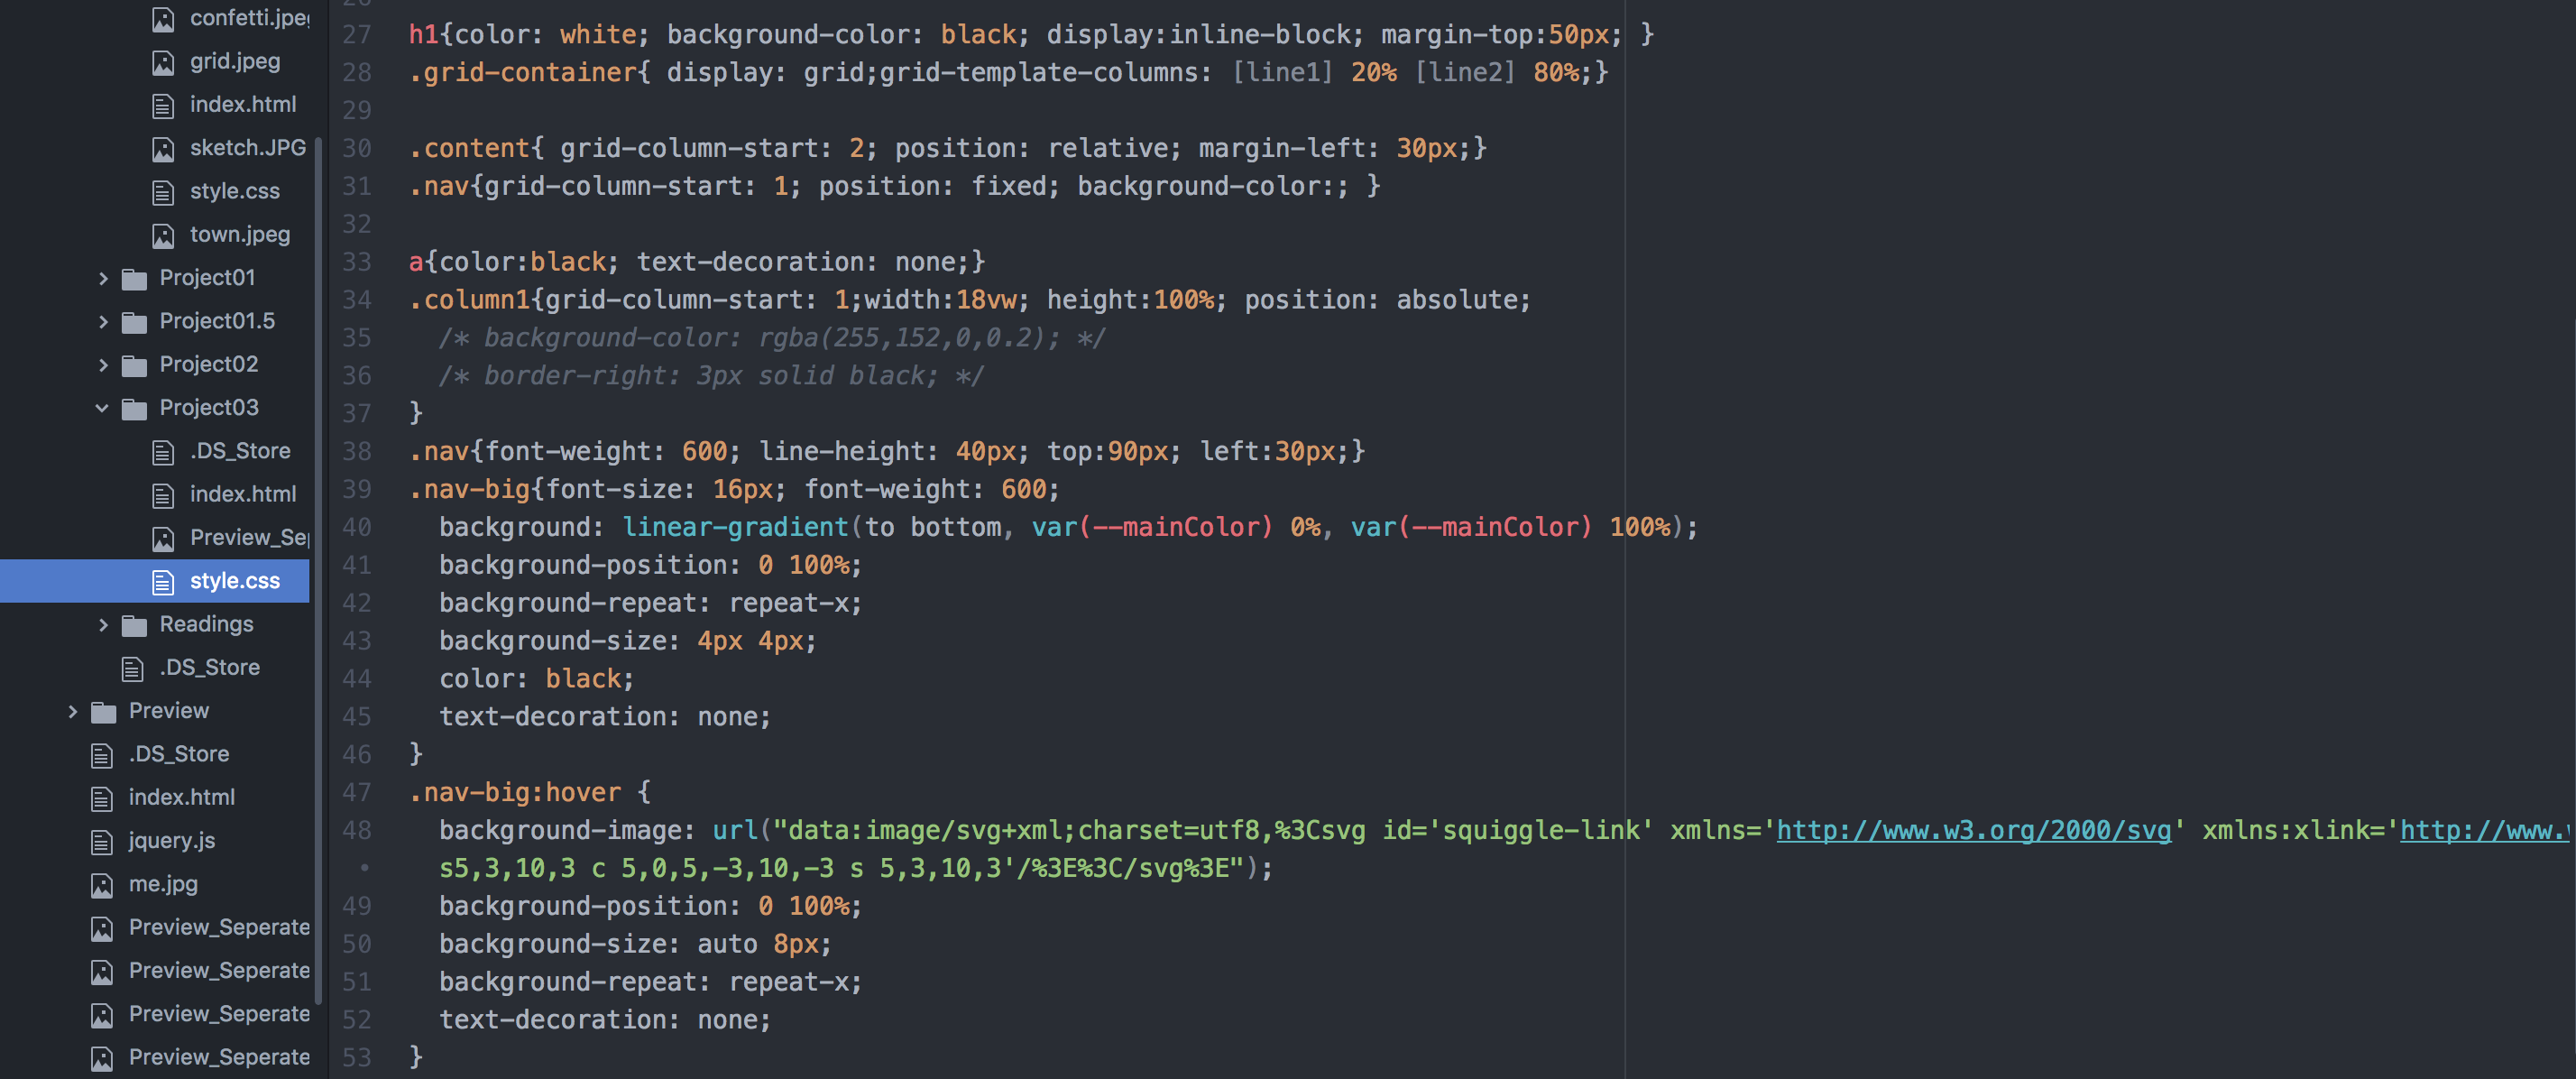 confetti.jpeg
grid.jpeg
index.html
sketch.JPG
style.css
town.jpeg
Project01
Project01.5
Project02
Project03
.DS_Store
index.html
Preview_Sep
style.css
Readings
.DS_Store
Preview
.DS_Store
index.html
jquery.js
me.jpg
Preview_Seperate
Preview_Seperate
Preview_Seperate
Preview_Seperate
27 h1{color: white; background-color: black; display:inline-block; margin-top:50px; }
28 .grid-container{ display: grid;grid-template-columns: [line1] 20% [line2] 80%;}
29
30 .content{ grid-column-start: 2; position: relative; margin-left: 30px;}
31 .nav{grid-column-start: 1; position: fixed; background-color:; }
32
33 a{color:black; text-decoration: none;}
34 .column1{grid-column-start: 1;width:18vw; height:100%; position: absolute;
35 /* background-color: rgba(255,152,0,0.2); */
36 /* border-right: 3px solid black; */
37 }
38 .nav{font-weight: 600; line-height: 40px; top:90px; left:30px;}
39 .nav-big{font-size: 16px; font-weight: 600;
40 background: linear-gradient(to bottom, var(--mainColor) 0%, var(--mainColor) 100%);
41 background-position: 0 100%;
42 background-repeat: repeat-x;
43 background-size: 4px 4px;
44 color: black;
45 text-decoration: none;
46 }
47 .nav-big:hover {
48 background-image: url("data:image/svg+xml;charset=utf8,%3Csvg id='squiggle-link' xmlns='http://www.w3.org/2000/svg' xmlns:xlink='http://www.
• s5,3,10,3 c 5,0,5,-3,10,-3 s 5,3,10,3'/%3E%3C/svg%3E");
49 background-position: 0 100%;
50 background-size: auto 8px;
51 background-repeat: repeat-x;
52 text-decoration: none;
53 }